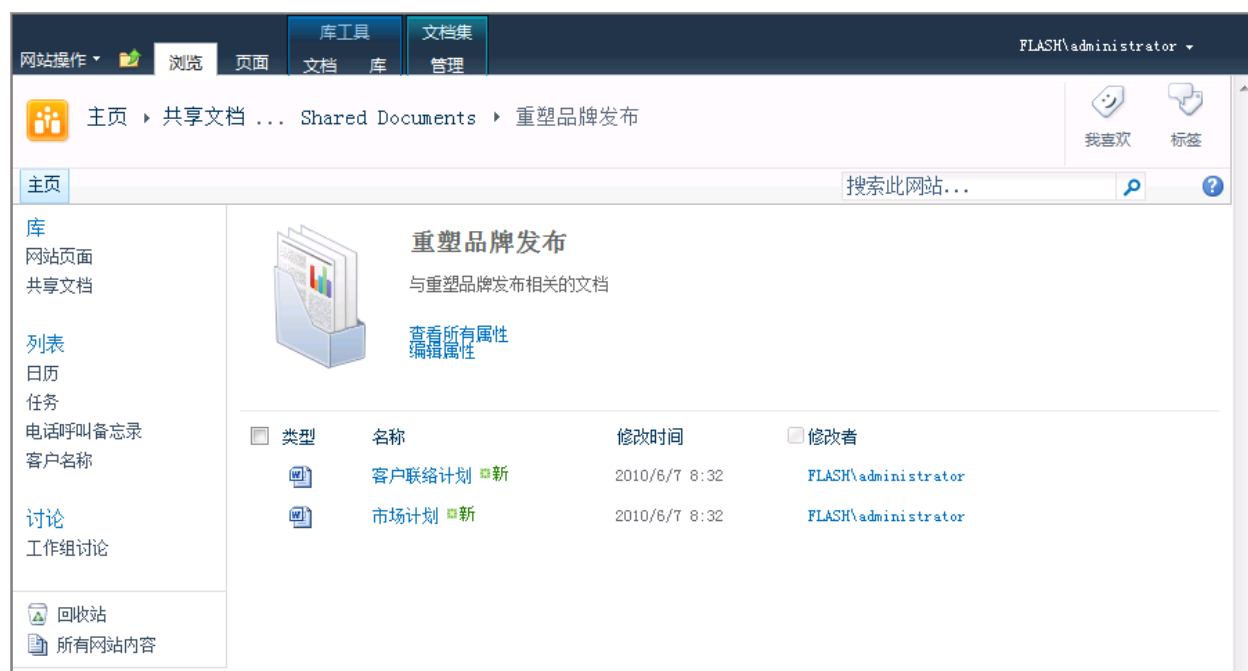 库工具 文档集
网站操作 浏览 页面 文档 库 管理 FLASH\administrator
主页 共享文档 ... Shared Documents 重塑品牌发布
我喜欢 标签
主页 搜索此网站...
库
网站页面
共享文档
列表
日历
任务
电话呼叫备忘录
客户名称
讨论
工作组讨论
回收站
所有网站内容
重塑品牌发布
与重塑品牌发布相关的文档
查看所有属性
编辑属性
类型 名称 修改时间 修改者
客户联络计划 新 2010/6/7 8:32 FLASH\administrator
市场计划 新 2010/6/7 8:32 FLASH\administrator